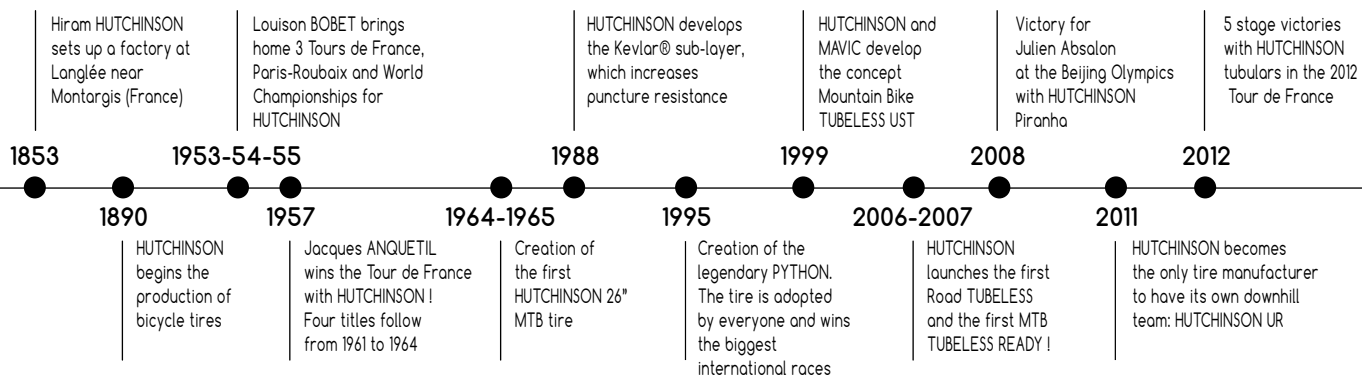 Hiram HUTCHINSON
sets up a factory at
Langlée near
Montargis (France)
1853
HUTCHINSON
begins the
production of
bicycle tires
1890
Louison BOBET brings
home 3 Tours de France,
Paris-Roubaix and World
Championships for
HUTCHINSON
1953-54-55
1957
Jacques ANQUETIL
wins the Tour de France
with HUTCHINSON !
Four titles follow
from 1961 to 1964
1964-1965
Creation of
the first
HUTCHINSON 26"
MTB tire
HUTCHINSON develops
the Kevlar® sub-layer,
which increases
puncture resistance
1988
1995
Creation of the
legendary PYTHON.
The tire is adopted
by everyone and wins
the biggest
international races
HUTCHINSON and
MAVIC develop
the concept
Mountain Bike
TUBELESS UST
1999
2006-2007
HUTCHINSON
launches the first
Road TUBELESS
and the first MTB
TUBELESS READY !
Victory for
Julien Absalon
at the Beijing Olympics
with HUTCHINSON
Piranha
2008
2011
HUTCHINSON becomes
the only tire manufacturer
to have its own downhill
team: HUTCHINSON UR
5 stage victories
with HUTCHINSON
tubulars in the 2012
Tour de France
2012